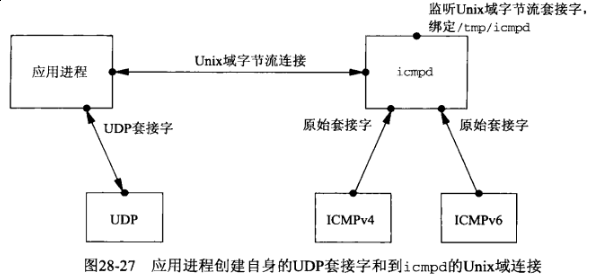 监听Unix域字节流套接字，
绑定/tmp/icmpd
Unix域字节流连接
应用进程
icmpd
UDP套接字
原始套接字
原始套接字
UDP
ICMPv4
ICMPv6
图28-27 应用进程创建自身的UDP套接字和到icmpd的Unix域连接